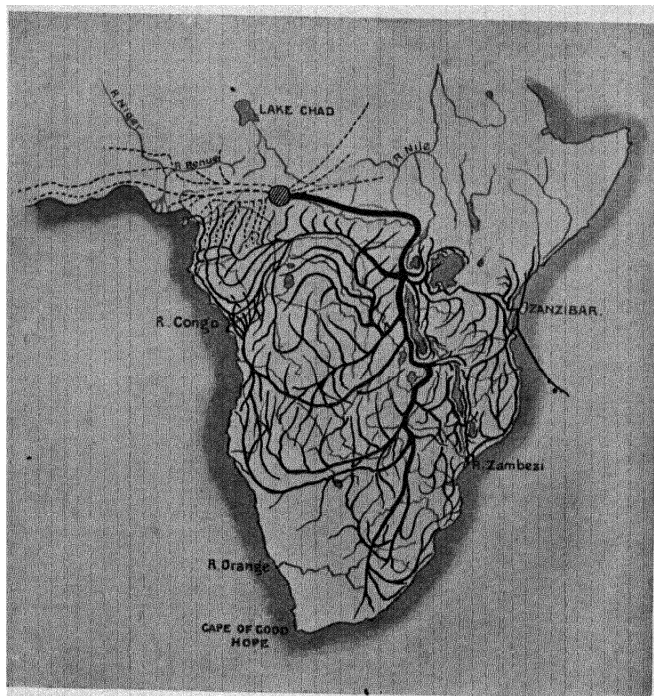 R. Niger
LAKE CHAD
R. Benue
R. Nile
R. Congo
ZANZIBAR
R. Zambezi
R. Orange
CAPE OF GOOD
HOPE